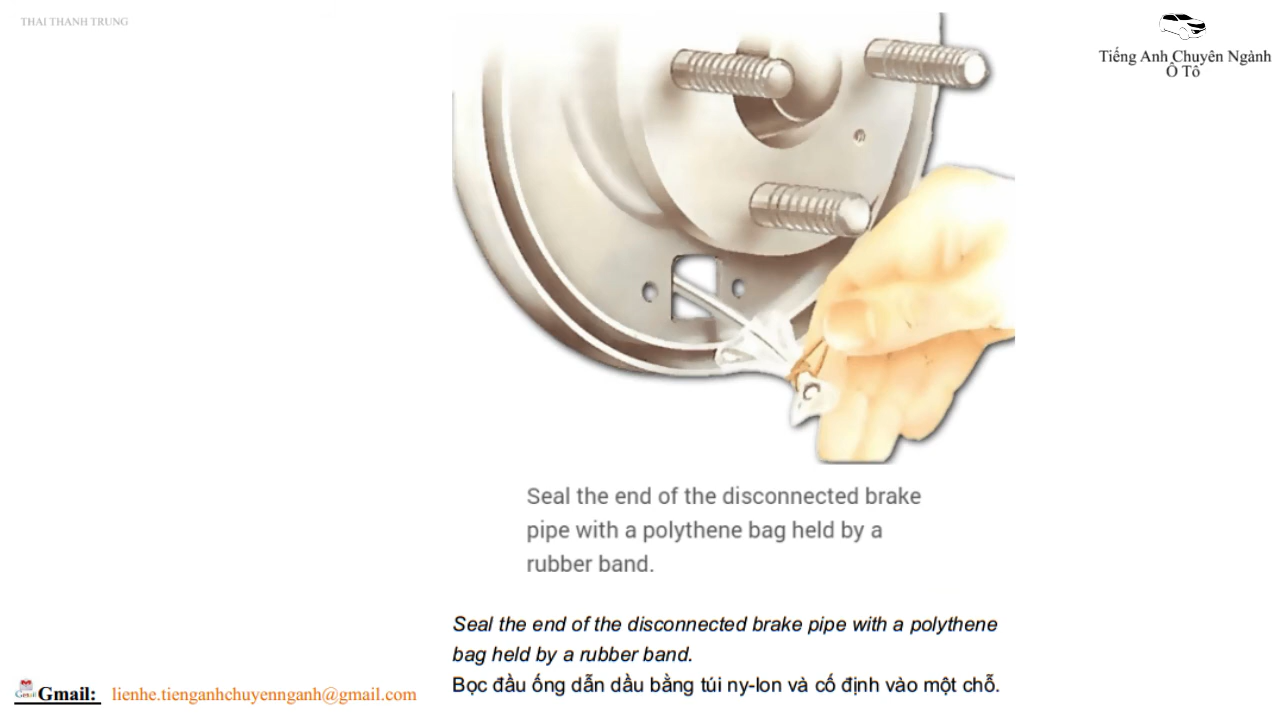 THAI THANH TRUNG
Tiếng Anh Chuyên Ngành
Ô Tô
Seal the end of the disconnected brake
pipe with a polythene bag held by a
rubber band.
Seal the end of the disconnected brake pipe with a polythene
bag held by a rubber band.
Bọc đầu ống dẫn dầu bằng túi ny-lon và cố định vào một chỗ.
Gmail: lienhe.tienganhchuyennganh@gmail.com